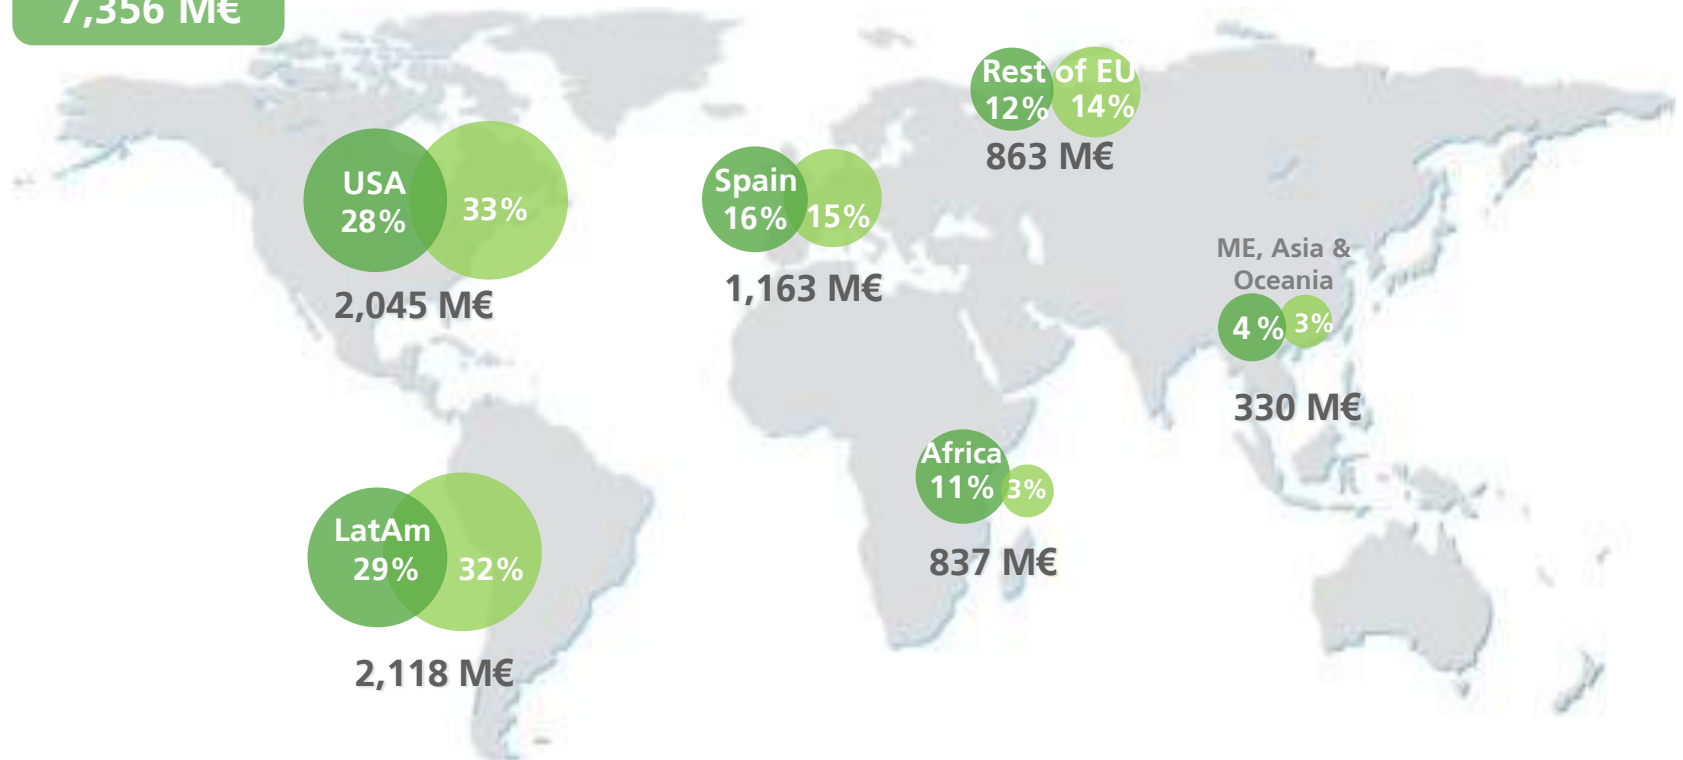 7,356 M€
Rest of EU
12% 14%
863 M€
USA
28% 33%
2,045 M€
Spain
16% 15%
1,163 M€
ME, Asia &
Oceania
4 % 3%
330 M€
Africa
11% 3%
837 M€
LatAm
29% 32%
2,118 M€